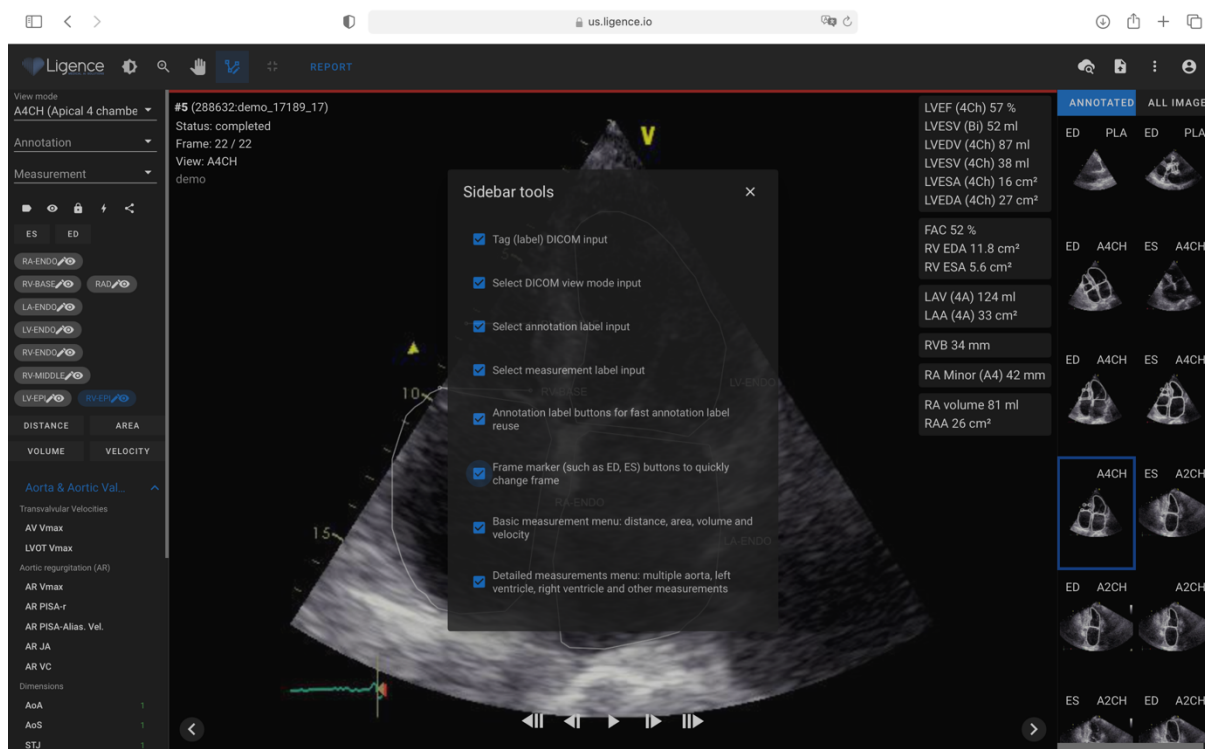 us.ligence.io
Ligence
REPORT
View mode
A4CH (Apical 4 chambe
Annotation
Measurement
ES ED
RA-ENDO
RV-BASE RAD
LA-ENDO
LV-ENDO
RV-ENDO
RV-MIDDLE
LV-EPI RV-EPI
DISTANCE AREA
VOLUME VELOCITY
Aorta & Aortic Val...
Transvalvular Velocities
AV Vmax
LVOT Vmax
Aortic regurgitation (AR)
AR Vmax
AR PISA-r
AR PISA-Alias. Vel.
AR JA
AR VC
Dimensions
AoA 1
AoS 1
STJ 1
#5 (288632:demo_17189_17)
Status: completed
Frame: 22 / 22
View: A4CH
demo
V
5
10
15
Sidebar tools
Tag (label) DICOM input
Select DICOM view mode input
Select annotation label input
Select measurement label input
Annotation label buttons for fast annotation label
reuse
Frame marker (such as ED, ES) buttons to quickly
change frame
Basic measurement menu: distance, area, volume and
velocity
Detailed measurements menu: multiple aorta, left
ventricle, right ventricle and other measurements
RV-BASE
LV-ENDO
RA-ENDO
LA-ENDO
LVEF (4Ch) 57 %
LVESV (Bi) 52 ml
LVEDV (4Ch) 87 ml
LVESV (4Ch) 38 ml
LVESA (4Ch) 16 cm²
LVEDA (4Ch) 27 cm²
FAC 52 %
RV EDA 11.8 cm²
RV ESA 5.6 cm²
LAV (4A) 124 ml
LAA (4A) 33 cm²
RVB 34 mm
RA Minor (A4) 42 mm
RA volume 81 ml
RAA 26 cm²
ANNOTATED ALL IMAGE
ED PLA ED PLA
ED A4CH ES A4CH
ED A4CH ES A4CH
A4CH ES A2CH
ED A2CH A2CH
ES A2CH ED A2CH